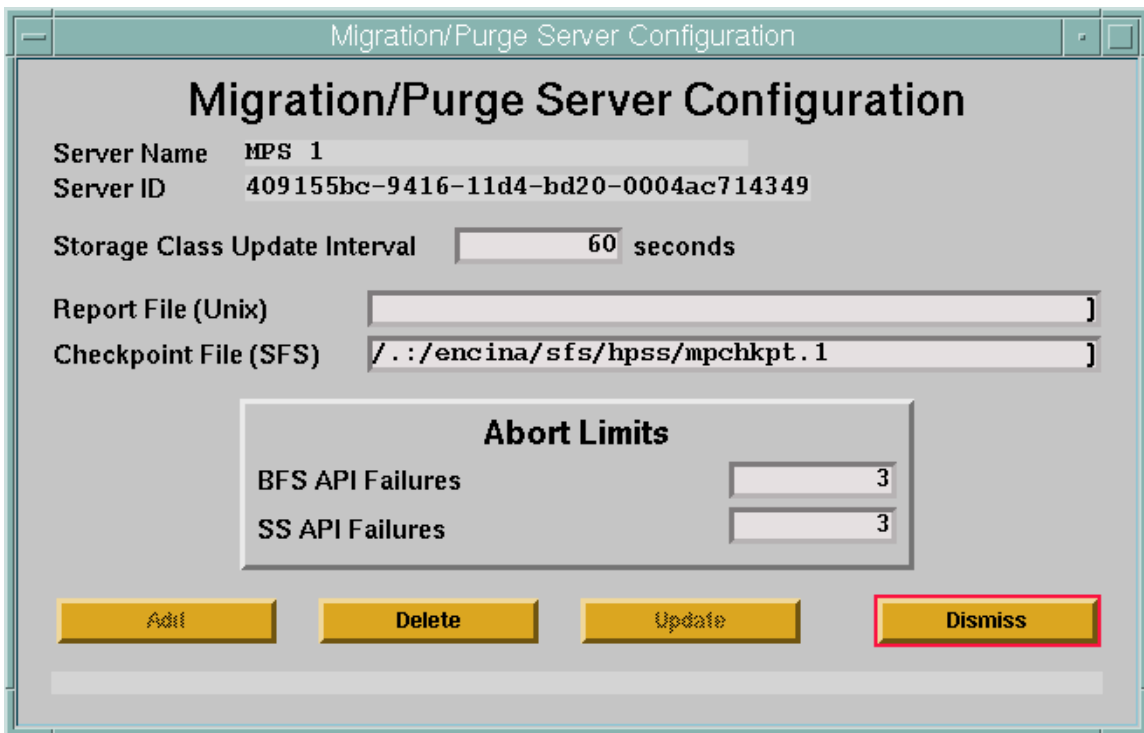 Migration/Purge Server Configuration
Migration/Purge Server Configuration
Server Name MPS 1
Server ID 409155bc-9416-11d4-bd20-0004ac714349
Storage Class Update Interval 60 seconds
Report File (Unix) ]
Checkpoint File (SFS) /.:/encina/sfs/hpss/mpchkpt.1 ]
Abort Limits
BFS API Failures 3
SS API Failures 3
Add Delete Update Dismiss